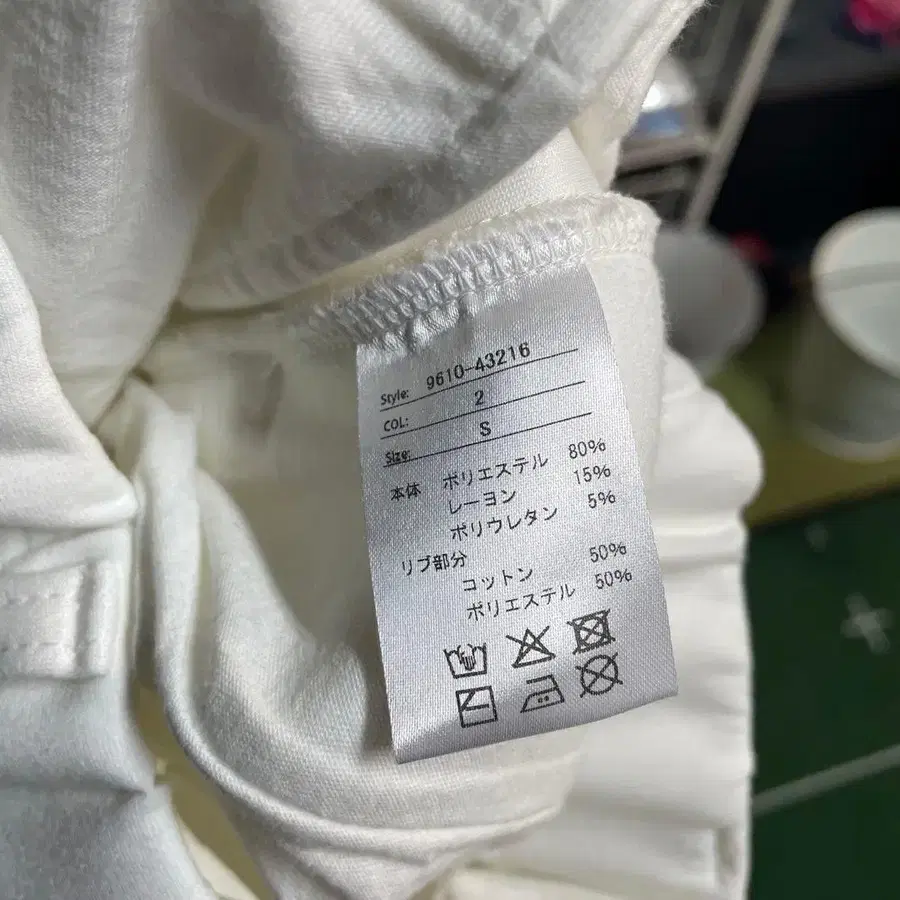 Style: 9610-43216
COL: 2
Size: S
本体 ポリエステル 80%
レーヨン 15%
ポリウレタン 5%
リブ部分
コットン 50%
ポリエステル 50%